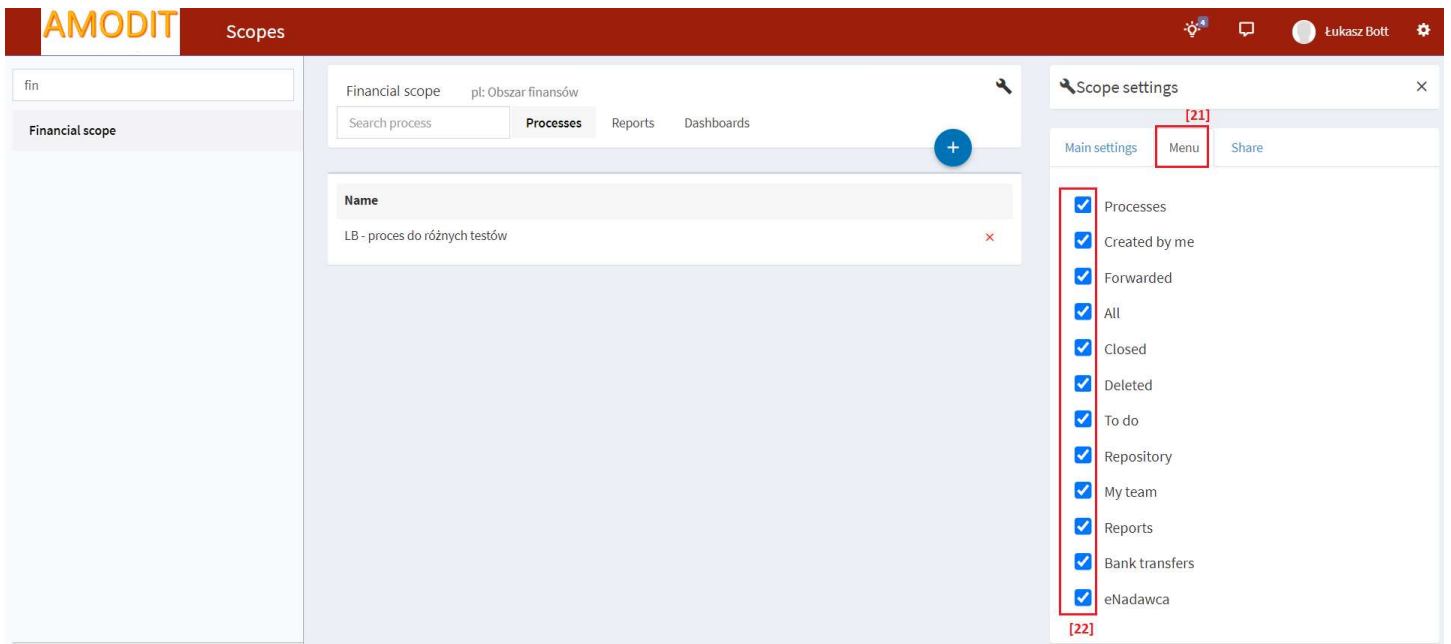 AMODIT
Scopes
4
Łukasz Bott
fin
Financial scope
Financial scope pl: Obszar finansów
Search process Processes Reports Dashboards
+
Name
LB - proces do różnych testów
Scope settings
[21]
Main settings Menu Share
Processes
Created by me
Forwarded
All
Closed
Deleted
To do
Repository
My team
Reports
Bank transfers
eNadawca
[22]